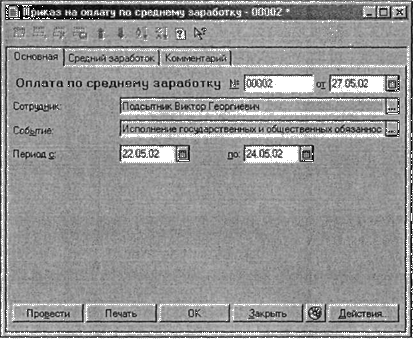 Приказ на оплату по среднему заработку - 00002 *
Основная Средний заработок Комментарий
Оплата по среднему заработку № 00002 от 27.05.02
Сотрудник: Подсытник Виктор Георгиевич ...
Событие: Исполнение государственных и общественных обязаннос ...
Период с: 22.05.02 по: 24.05.02
Провести Печать OK Закрыть Действия...